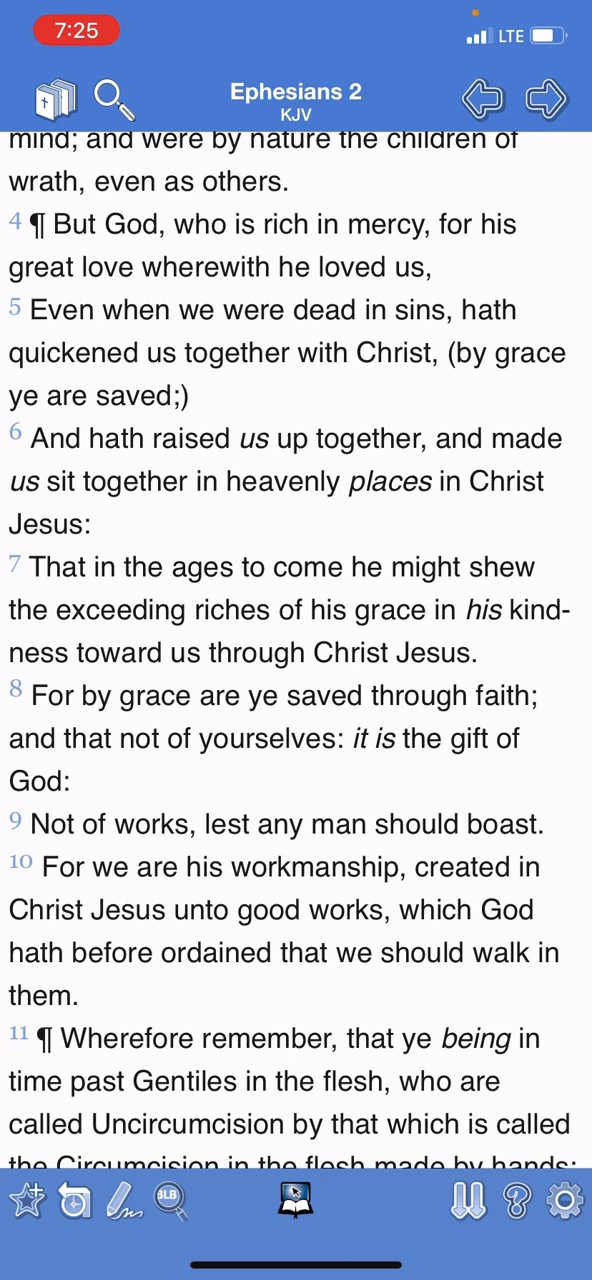 7:25
LTE
Ephesians 2
KJV
mind; and were by nature the children of
wrath, even as others.
4 ¶ But God, who is rich in mercy, for his
great love wherewith he loved us,
5 Even when we were dead in sins, hath
quickened us together with Christ, (by grace
ye are saved;)
6 And hath raised us up together, and made
us sit together in heavenly places in Christ
Jesus:
7 That in the ages to come he might shew
the exceeding riches of his grace in his kind-
ness toward us through Christ Jesus.
8 For by grace are ye saved through faith;
and that not of yourselves: it is the gift of
God:
9 Not of works, lest any man should boast.
10 For we are his workmanship, created in
Christ Jesus unto good works, which God
hath before ordained that we should walk in
them.
11 ¶ Wherefore remember, that ye being in
time past Gentiles in the flesh, who are
called Uncircumcision by that which is called
the Circumcision in the flesh made by hands;
BLB